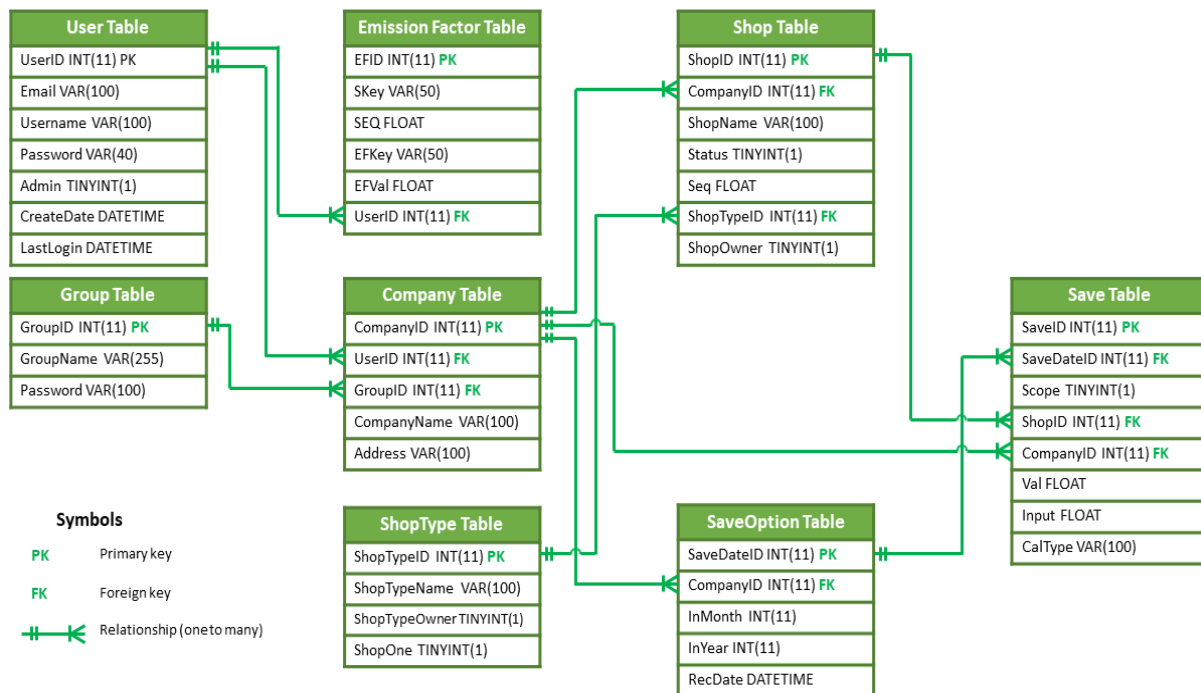 User Table
UserID INT(11) PK
Email VAR(100)
Username VAR(100)
Password VAR(40)
Admin TINYINT(1)
CreateDate DATETIME
LastLogin DATETIME
Emission Factor Table
EFID INT(11) PK
SKey VAR(50)
SEQ FLOAT
EFKey VAR(50)
EFVal FLOAT
UserID INT(11) FK
Shop Table
ShopID INT(11) PK
CompanyID INT(11) FK
ShopName VAR(100)
Status TINYINT(1)
Seq FLOAT
ShopTypeID INT(11) FK
ShopOwner TINYINT(1)
Group Table
GroupID INT(11) PK
GroupName VAR(255)
Password VAR(100)
Company Table
CompanyID INT(11) PK
UserID INT(11) FK
GroupID INT(11) FK
CompanyName VAR(100)
Address VAR(100)
Save Table
SaveID INT(11) PK
SaveDateID INT(11) FK
Scope TINYINT(1)
ShopID INT(11) FK
CompanyID INT(11) FK
Val FLOAT
Input FLOAT
CalType VAR(100)
Symbols
PK Primary key
FK Foreign key
Relationship (one to many)
ShopType Table
ShopTypeID INT(11) PK
ShopTypeName VAR(100)
ShopTypeOwner TINYINT(1)
ShopOne TINYINT(1)
SaveOption Table
SaveDateID INT(11) PK
CompanyID INT(11) FK
InMonth INT(11)
InYear INT(11)
RecDate DATETIME